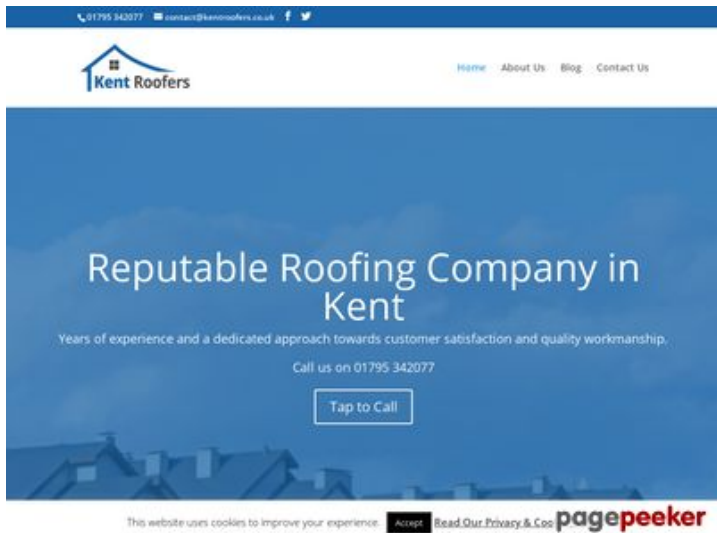 01795 342077 contact@kentroofers.co.uk
Kent Roofers
Home About Us Blog Contact Us
Reputable Roofing Company in
Kent
Years of experience and a dedicated approach towards customer satisfaction and quality workmanship.
Call us on 01795 342077
Tap to Call
This website uses cookies to improve your experience. Accept Read Our Privacy & Coo
pagepeeker